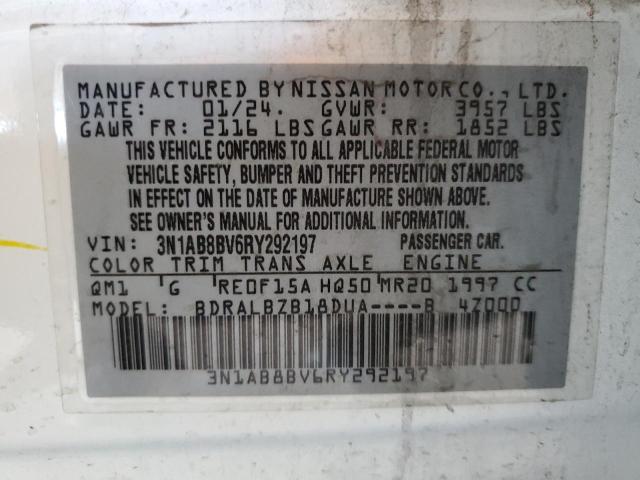 MANUFACTURED BY NISSAN MOTOR CO., LTD.
DATE: 01/24. GVWR: 3957 LBS
GAWR FR: 2116 LBS GAWR RR: 1852 LBS
THIS VEHICLE CONFORMS TO ALL APPLICABLE FEDERAL MOTOR
VEHICLE SAFETY, BUMPER AND THEFT PREVENTION STANDARDS
IN EFFECT ON THE DATE OF MANUFACTURE SHOWN ABOVE.
SEE OWNER'S MANUAL FOR ADDITIONAL INFORMATION.
VIN: 3N1AB8BV6RY292197 PASSENGER CAR.
COLOR TRIM TRANS AXLE ENGINE
QM1 G RE0F15A HQ50 MR20 1997 CC
MODEL: BDRALBZB18DUA----B 4Z000
3N1AB8BV6RY292197